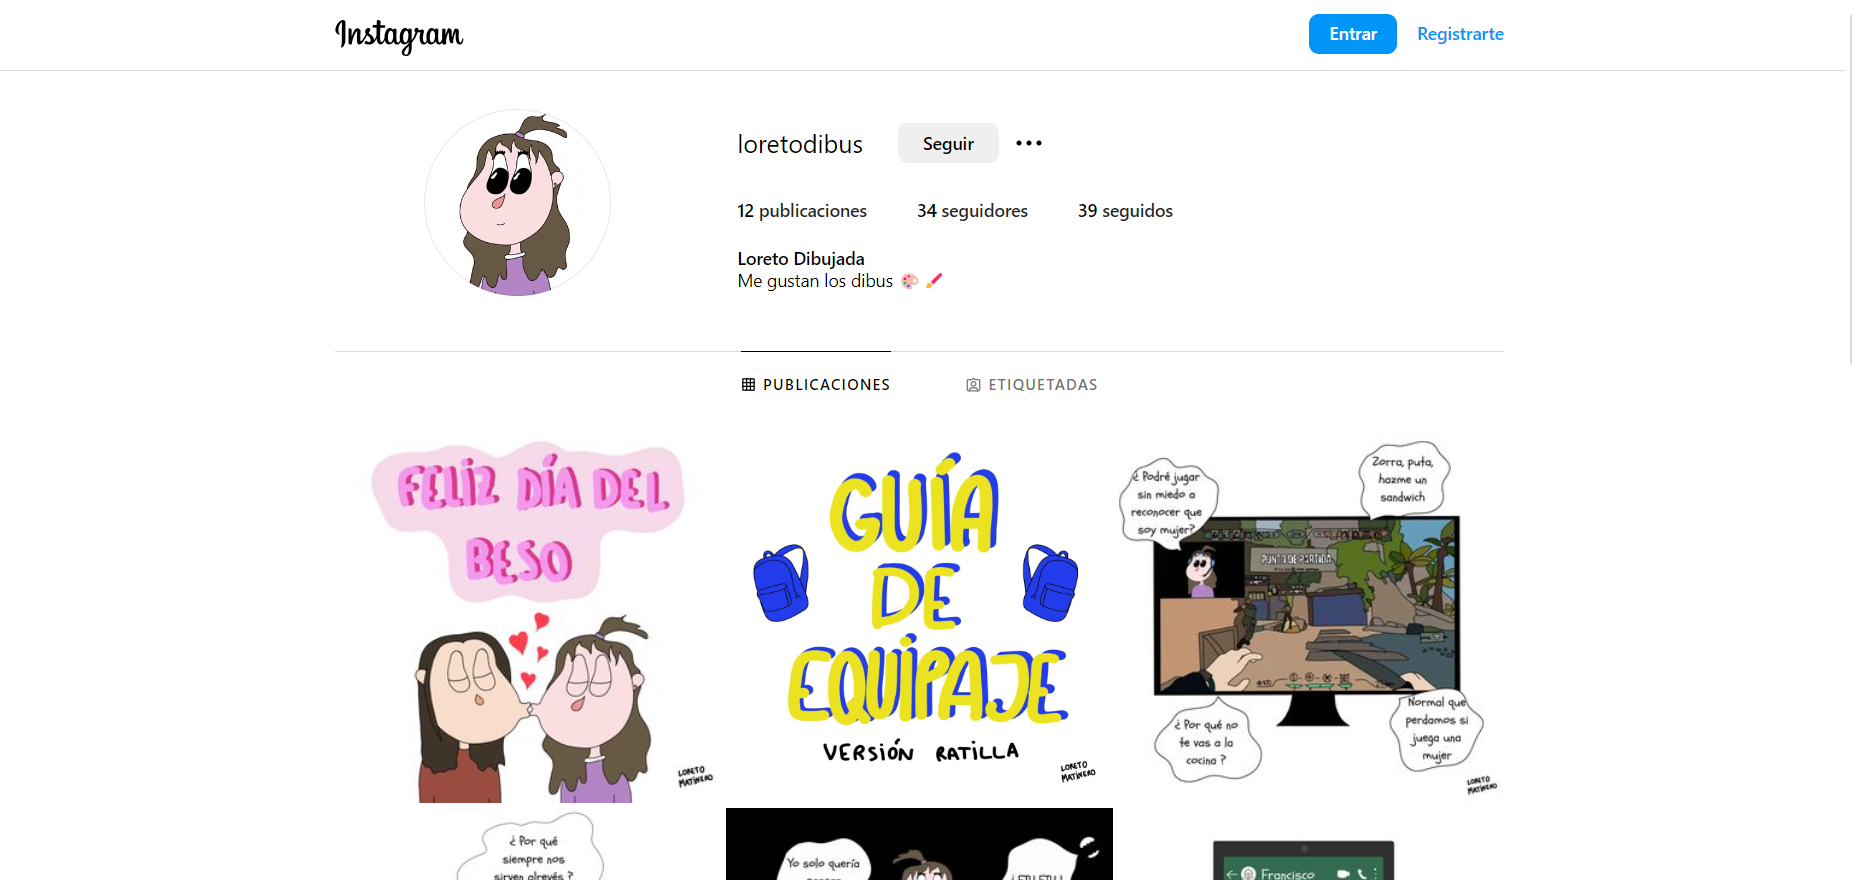 Instagram
Entrar
Registrarte
loretodibus
Seguir
12 publicaciones
34 seguidores
39 seguidos
Loreto Dibujada
Me gustan los dibus
PUBLICACIONES
ETIQUETADAS
FELIZ DÍA DEL
BESO
LORETO
MATINERO
GUÍA
DE
EQUIPAJE
VERSIÓN RATILLA
LORETO
MATINERO
¿Podré jugar
sin miedo a
reconocer que
soy mujer?
Zorra, puta,
hazme un
sandwich
PUNTO DE PARTIDA
¿Por qué no
te vas a la
cocina ?
Normal que
perdamos si
juega una
mujer
LORETO
MATINERO
¿Por qué
siempre nos
sirven alrevés ?
Yo solo quería
Francisco